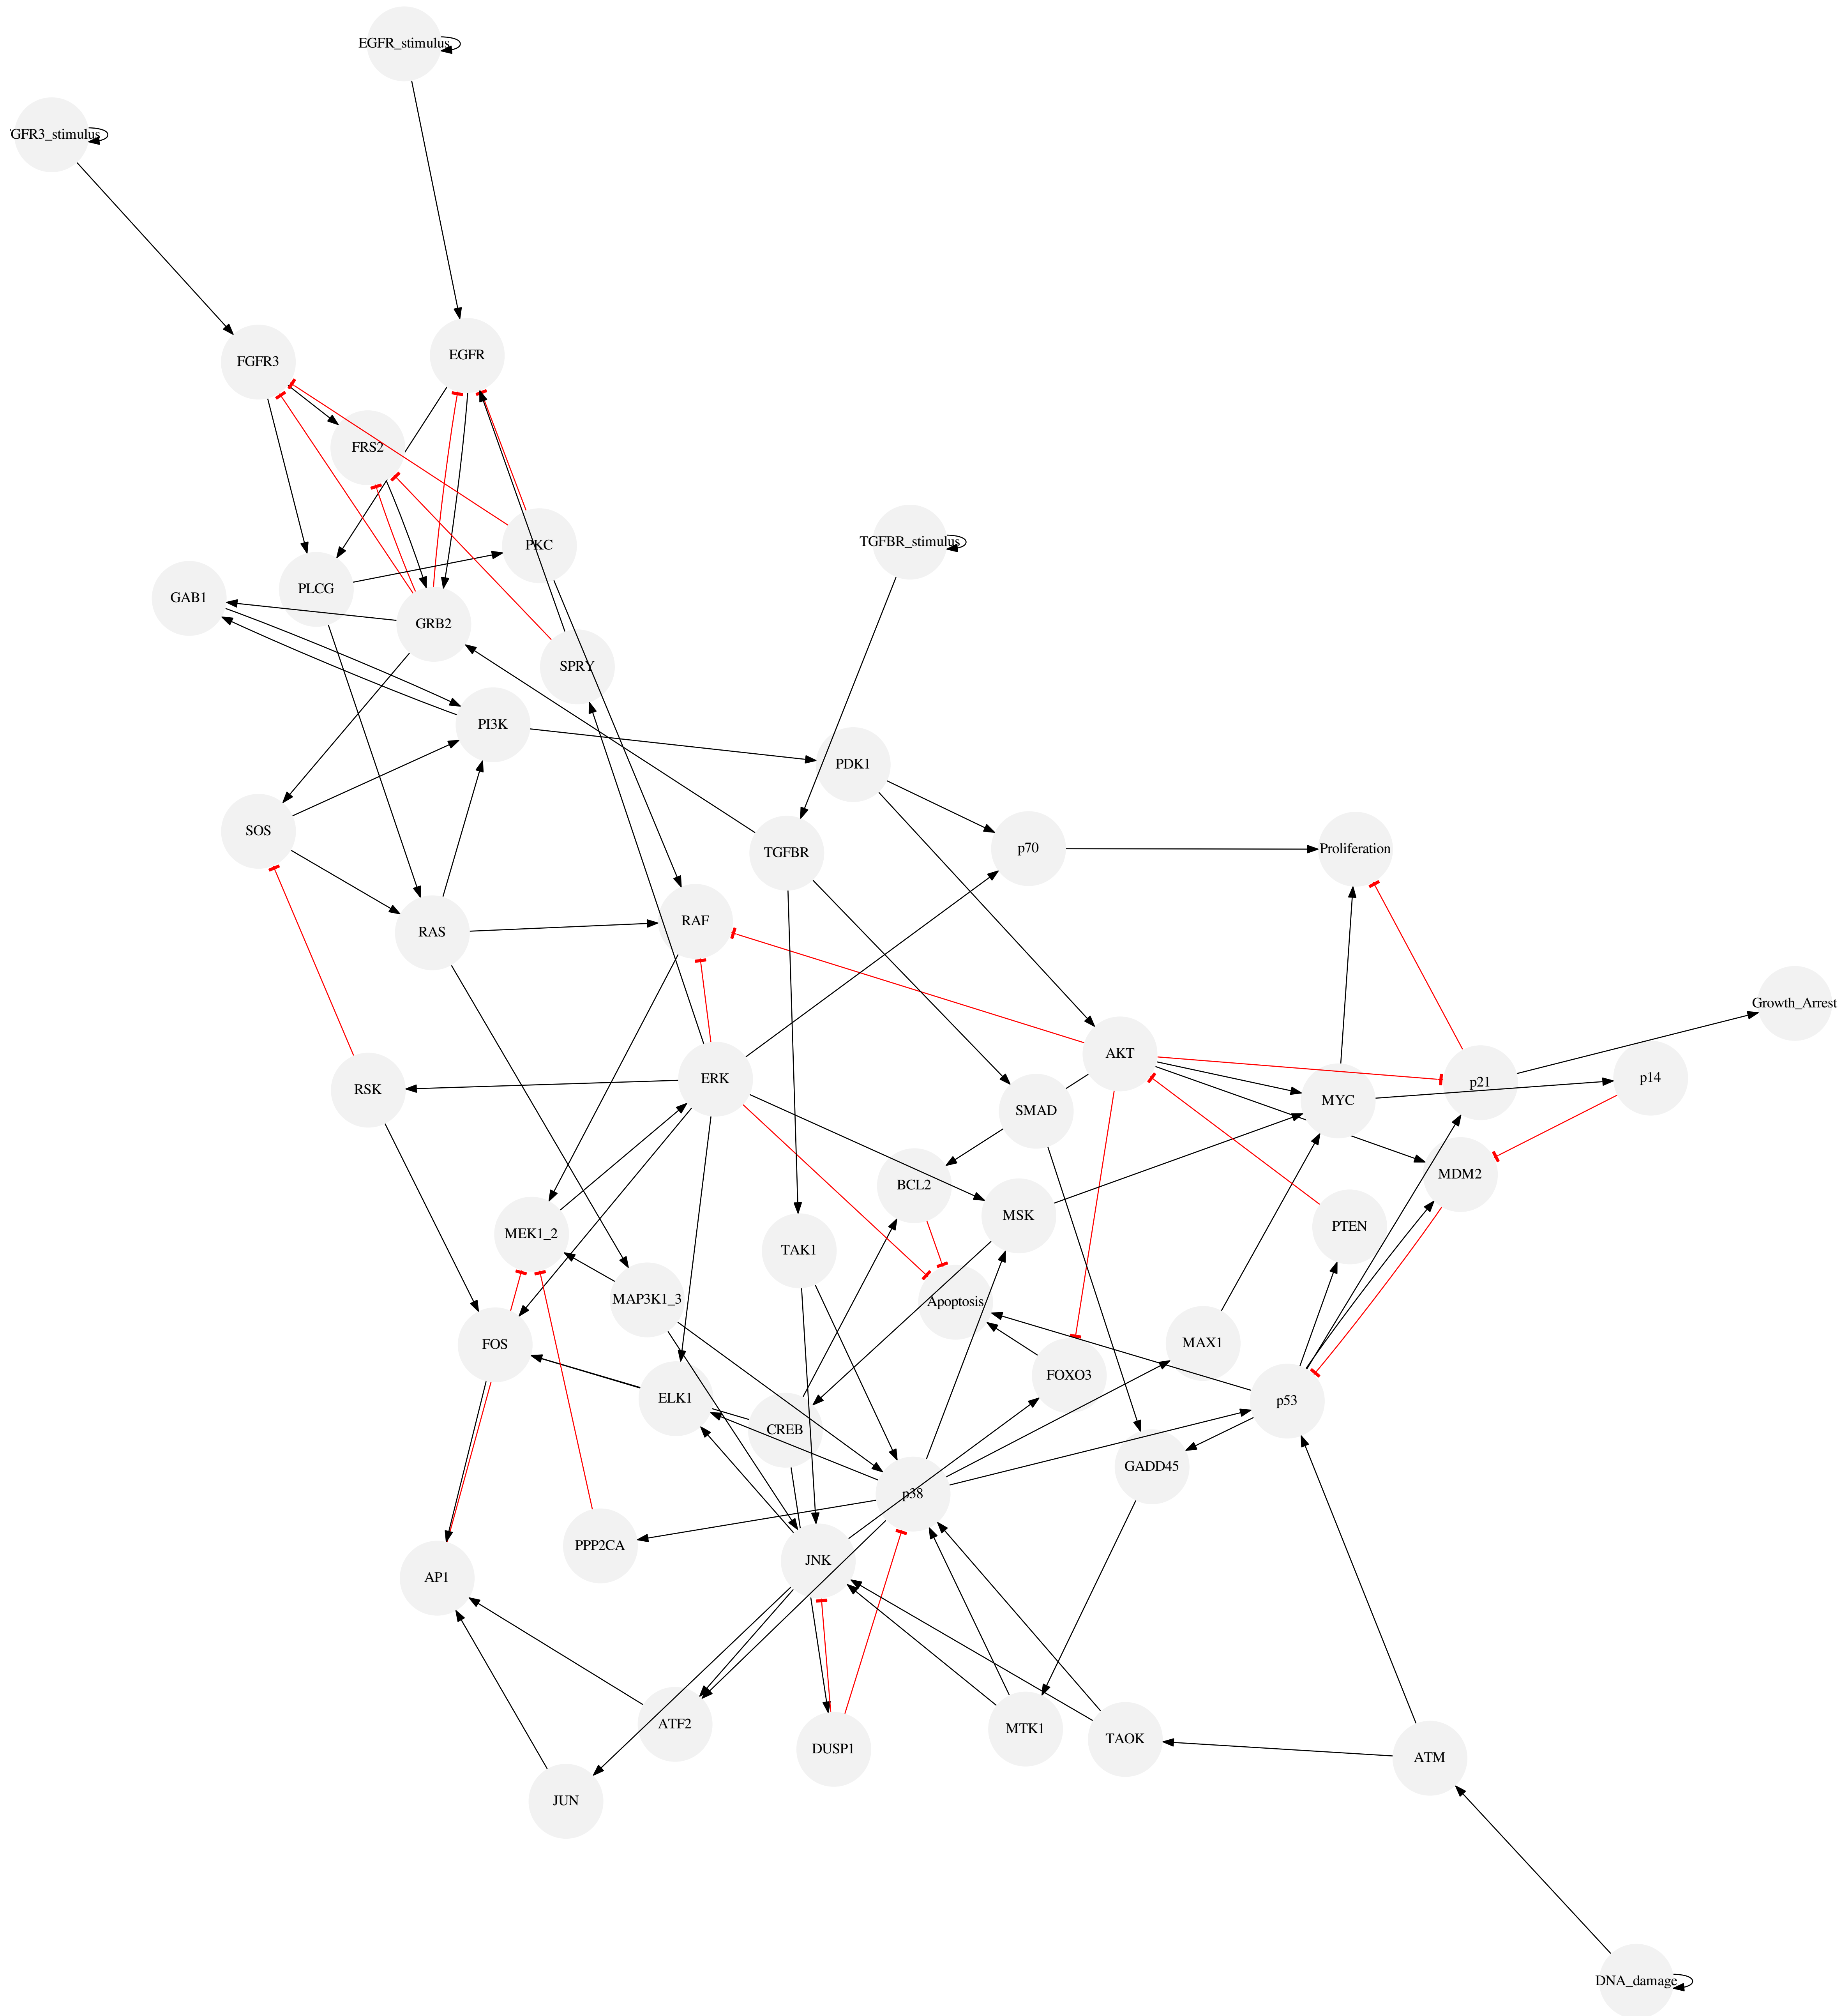 EGFR_stimulus
GFR3_stimulus
EGFR
FGFR3
FRS2
TGFBR_stimulus
PKC
PLCG
GAB1
GRB2
SPRY
PI3K
PDK1
SOS
TGFBR
p70
Proliferation
RAF
RAS
Growth_Arrest
AKT
ERK
p21
p14
RSK
MYC
SMAD
MDM2
BCL2
MSK
PTEN
MEK1_2
TAK1
MAP3K1_3
Apoptosis
FOS
MAX1
FOXO3
ELK1
p53
CREB
GADD45
p38
PPP2CA
JNK
AP1
ATF2
MTK1
TAOK
DUSP1
ATM
JUN
DNA_damage